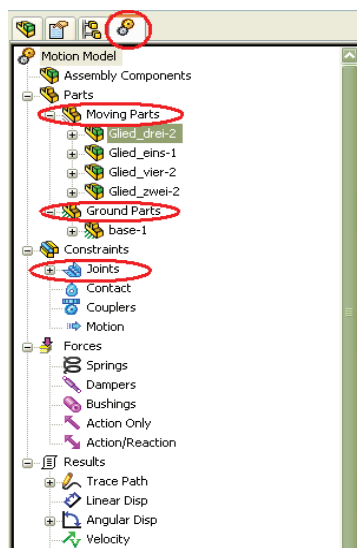 Motion Model
Assembly Components
Parts
Moving Parts
Glied_drei-2
Glied_eins-1
Glied_vier-2
Glied_zwei-2
Ground Parts
base-1
Constraints
Joints
Contact
Couplers
Motion
Forces
Springs
Dampers
Bushings
Action Only
Action/Reaction
Results
Trace Path
Linear Disp
Angular Disp
Velocity